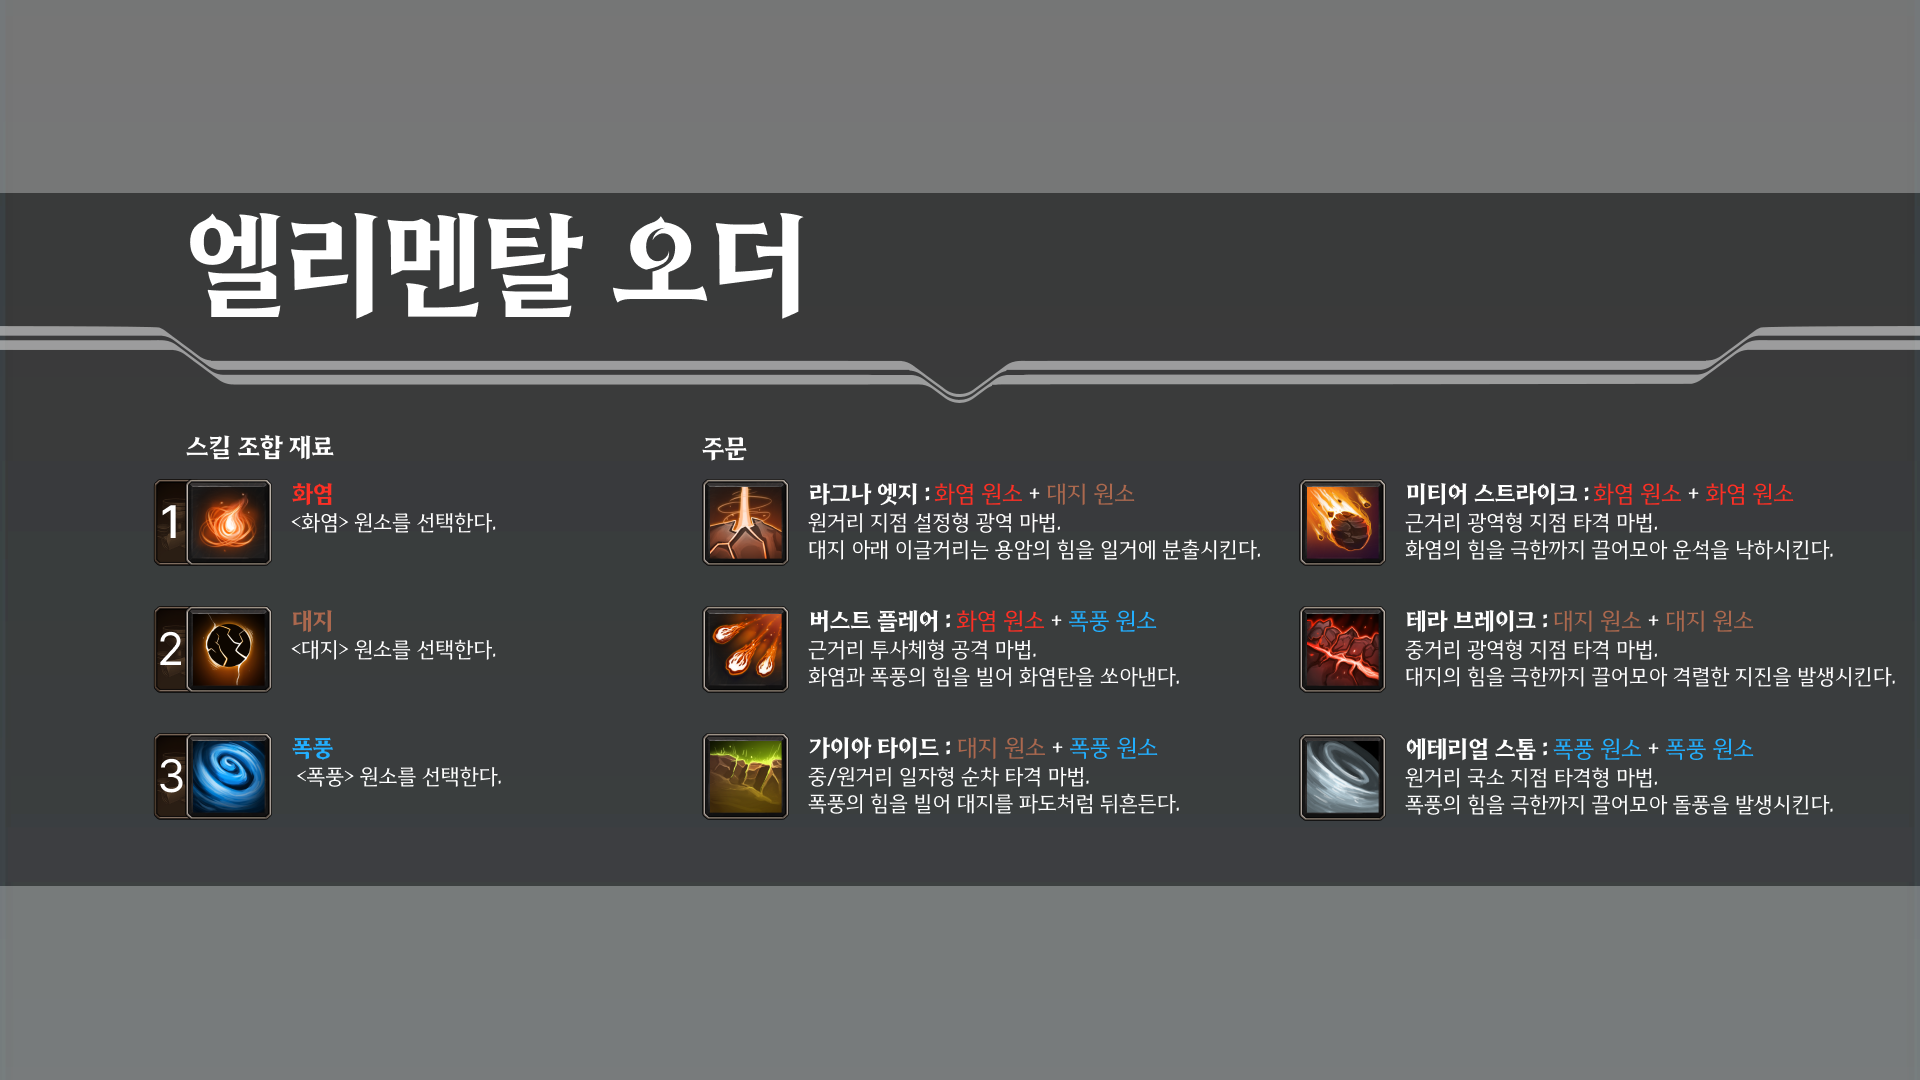 엘리멘탈 오더
스킬 조합 재료
1
화염
<화염> 원소를 선택한다.
2
대지
<대지> 원소를 선택한다.
3
폭풍
<폭풍> 원소를 선택한다.
주문
라그나 엣지 : 화염 원소 + 대지 원소
원거리 지점 설정형 광역 마법.
대지 아래 이글거리는 용암의 힘을 일거에 분출시킨다.
버스트 플레어 : 화염 원소 + 폭풍 원소
근거리 투사체형 공격 마법.
화염과 폭풍의 힘을 빌어 화염탄을 쏘아낸다.
가이아 타이드 : 대지 원소 + 폭풍 원소
중/원거리 일자형 순차 타격 마법.
폭풍의 힘을 빌어 대지를 파도처럼 뒤흔든다.
미티어 스트라이크 : 화염 원소 + 화염 원소
근거리 광역형 지점 타격 마법.
화염의 힘을 극한까지 끌어모아 운석을 낙하시킨다.
테라 브레이크 : 대지 원소 + 대지 원소
중거리 광역형 지점 타격 마법.
대지의 힘을 극한까지 끌어모아 격렬한 지진을 발생시킨다.
에테리얼 스톰 : 폭풍 원소 + 폭풍 원소
원거리 국소 지점 타격형 마법.
폭풍의 힘을 극한까지 끌어모아 돌풍을 발생시킨다.